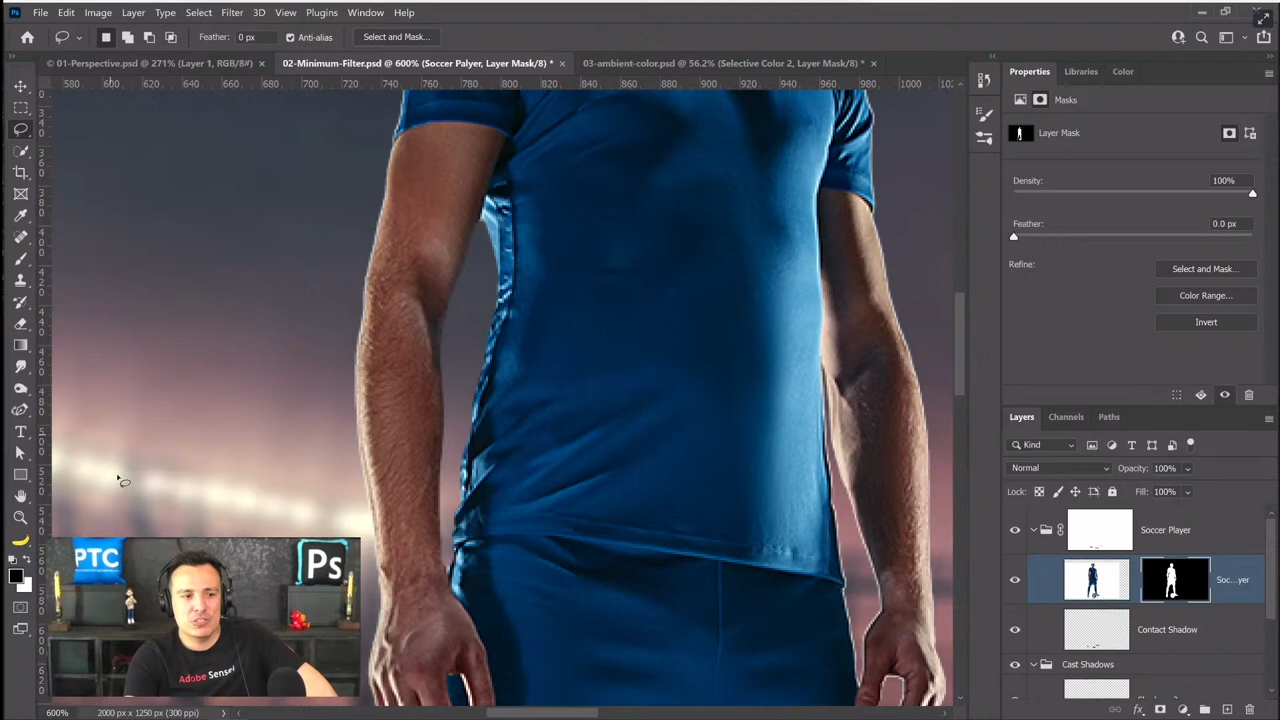 Ps File Edit Image Layer Type Select Filter 3D View Plugins Window Help
Feather: 0 px Anti-alias Select and Mask...
© 01-Perspective.psd @ 271% (Layer 1, RGB/8#) × 02-Minimum-Filter.psd @ 600% (Soccer Palyer, Layer Mask/8) * × 03-ambient-color.psd @ 56.2% (Selective Color 2, Layer Mask/8) * ×
580 600 620 640 660 680 700 720 740 760 780 800 820 840 860 880 900 920 940 960 980 1000
Properties Libraries Color
Masks
Layer Mask
Density: 100%
Feather: 0.0 px
Refine: Select and Mask...
Color Range...
Invert
Layers Channels Paths
Kind
Normal Opacity: 100%
Lock: Fill: 100%
Soccer Player
Soc...yer
Contact Shadow
Cast Shadows
PTC
Ps
Adobe Sensei
600% 2000 px x 1250 px (300 ppi)
fx